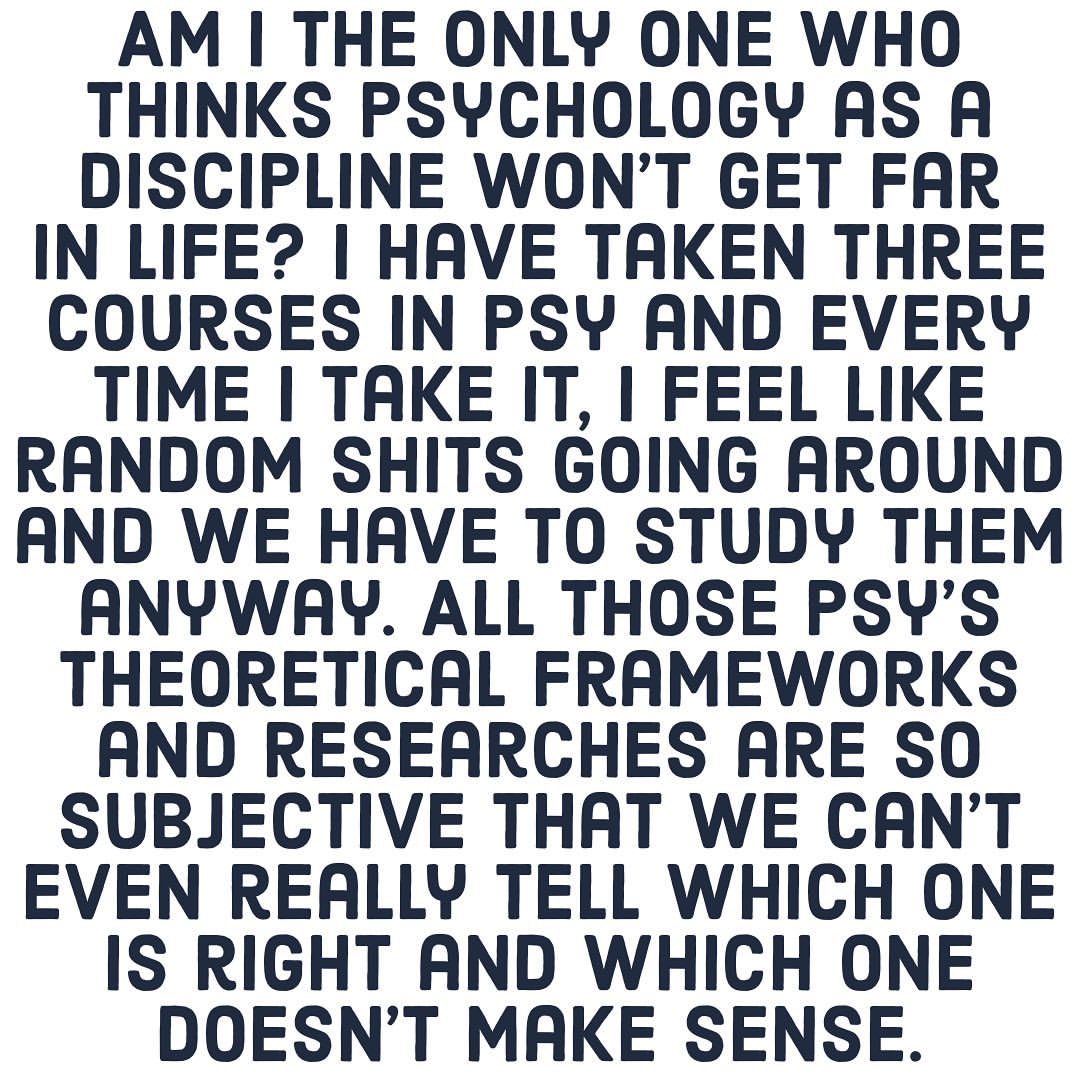 AM I THE ONLY ONE WHO
THINKS PSYCHOLOGY AS A
DISCIPLINE WON'T GET FAR
IN LIFE? I HAVE TAKEN THREE
COURSES IN PSY AND EVERY
TIME I TAKE IT, I FEEL LIKE
RANDOM SHITS GOING AROUND
AND WE HAVE TO STUDY THEM
ANYWAY. ALL THOSE PSY'S
THEORETICAL FRAMEWORKS
AND RESEARCHES ARE SO
SUBJECTIVE THAT WE CAN'T
EVEN REALLY TELL WHICH ONE
IS RIGHT AND WHICH ONE
DOESN'T MAKE SENSE.